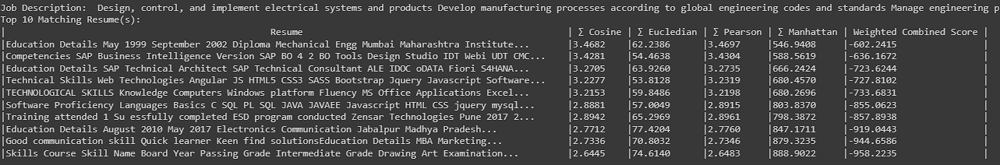 Job Description:  Design, control, and implement electrical systems and products Develop manufacturing processes according to global engineering codes and standards Manage engineering p
Top 10 Matching Resume(s):
| Resume | ∑ Cosine | ∑ Eucledian | ∑ Pearson | ∑ Manhattan | Weighted Combined Score |
|Education Details May 1999 September 2002 Diploma Mechanical Engg Mumbai Maharashtra Institute... |3.4682 |62.2386 |3.4697 |546.9408 |-602.2415 |
|Competencies SAP Business Intelligence Version SAP BO 4 2 BO Tools Design Studio IDT Webi UDT CMC... |3.4281 |54.4638 |3.4304 |588.5619 |-636.1672 |
|Education Details SAP Technical Architect SAP Technical Consultant ALE IDOC oDATA Fiori S4HANA... |3.2705 |63.9260 |3.2735 |666.2424 |-723.6244 |
|Technical Skills Web Technologies Angular JS HTML5 CSS3 SASS Bootstrap Jquery Javascript Software... |3.2277 |53.8128 |3.2319 |680.4570 |-727.8102 |
|TECHNOLOGICAL SKILLS Knowledge Computers Windows platform Fluency MS Office Applications Excel... |3.2153 |59.8486 |3.2198 |680.2696 |-733.6831 |
|Software Proficiency Languages Basics C SQL PL SQL JAVA JAVAEE Javascript HTML CSS jquery mysql... |2.8881 |57.0049 |2.8915 |803.8370 |-855.0623 |
|Training attended 1 Su essfully completed ESD program conducted Zensar Technologies Pune 2017 2... |2.8942 |65.2969 |2.8961 |798.3872 |-857.8938 |
|Education Details August 2010 May 2017 Electronics Communication Jabalpur Madhya Pradesh... |2.7712 |77.4204 |2.7760 |847.1711 |-919.0443 |
|Good communication skill Quick learner Keen find solutionsEducation Details MBA Marketing... |2.7336 |70.8032 |2.7346 |879.3235 |-944.6586 |
|Skills Course Skill Name Board Year Passing Grade Intermediate Grade Drawing Art Examination... |2.6445 |74.6140 |2.6483 |888.9022 |-958.2235 |